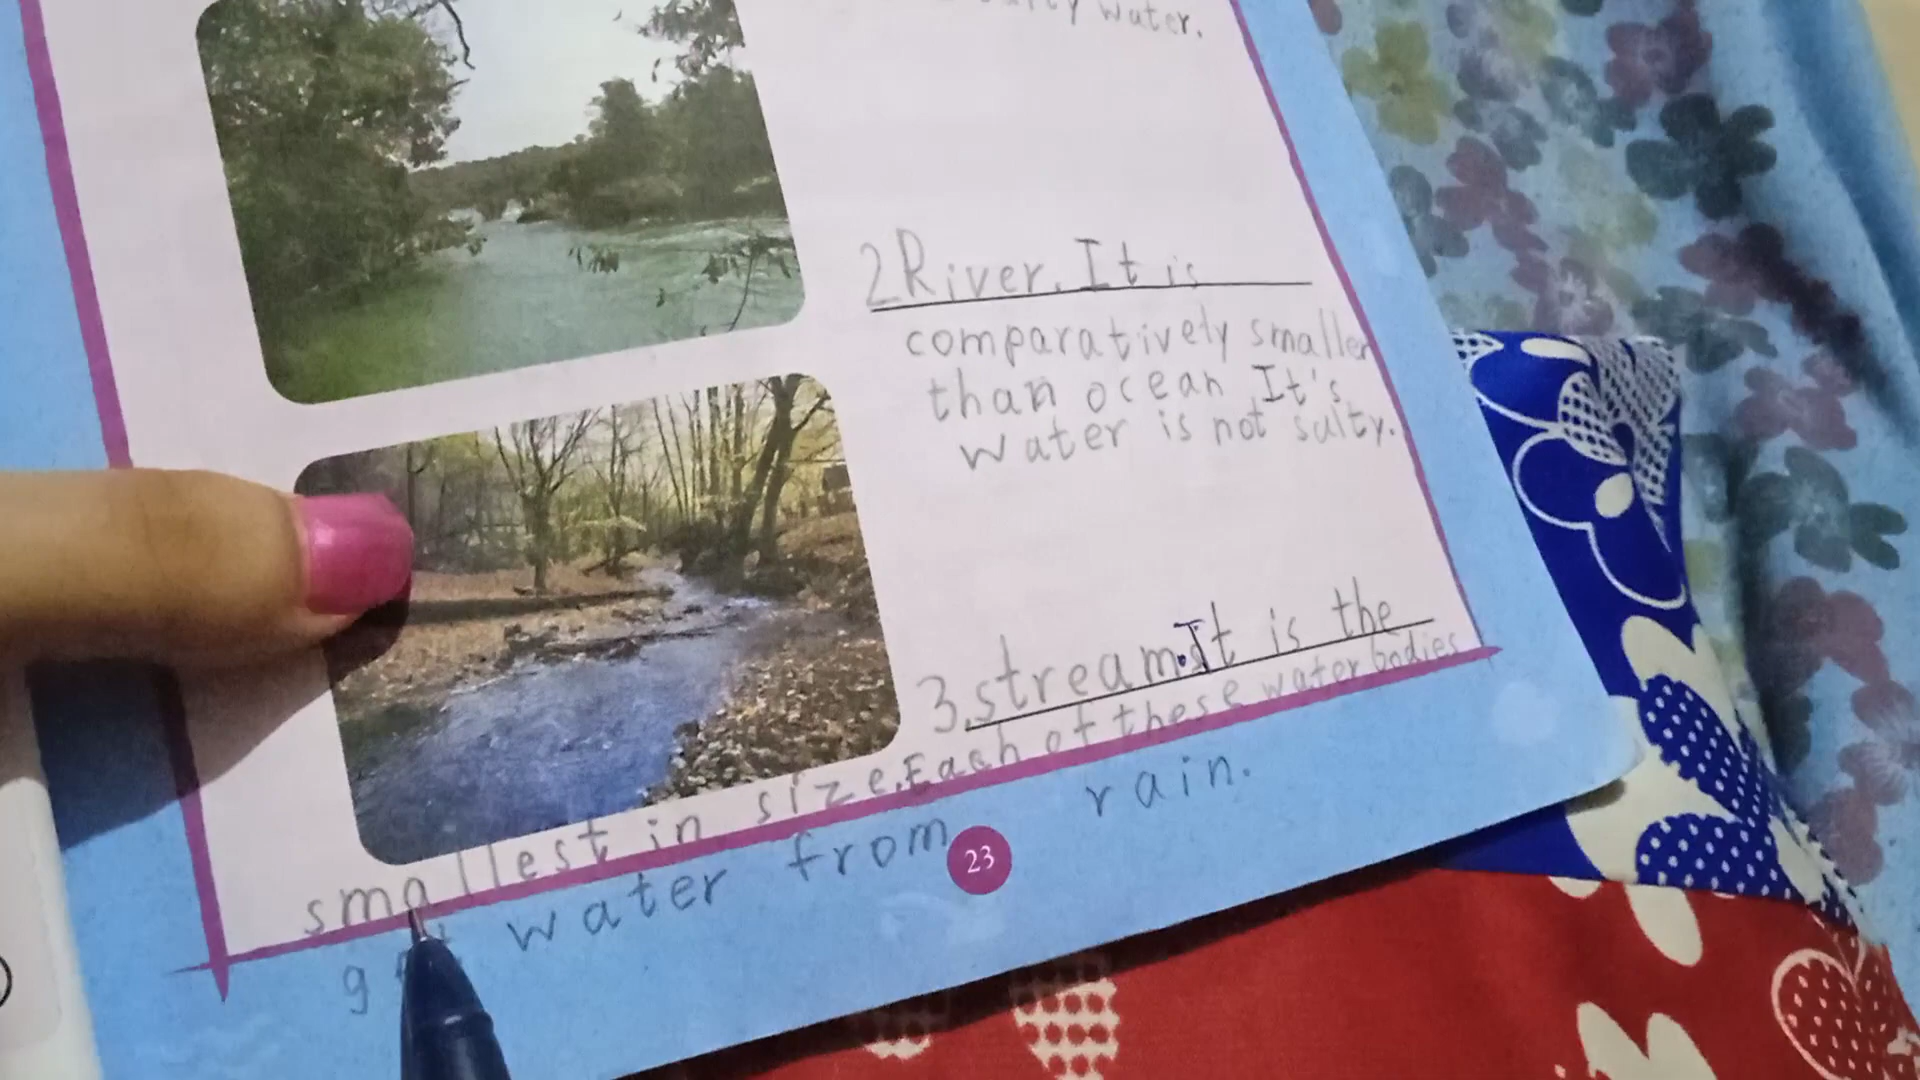 salty water.
2 River. It is
comparatively smaller
than ocean It's
water is not salty.
3. stream. It is the
smallest in size. Each of these water bodies
water from rain.
23